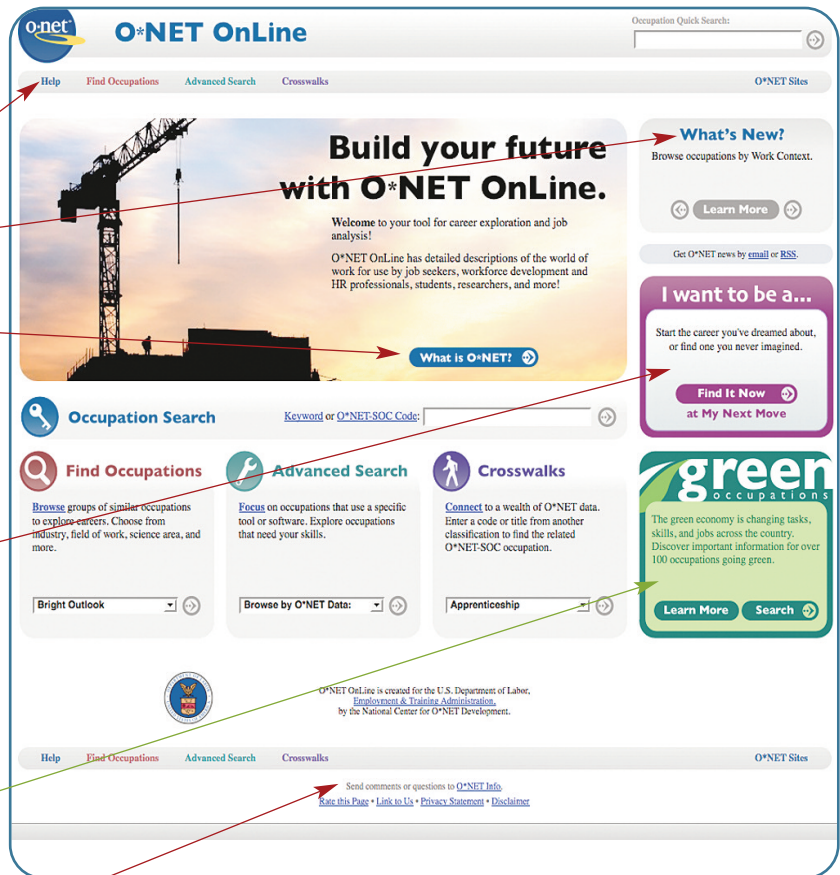 o·net
O*NET OnLine
Occupation Quick Search:
Help Find Occupations Advanced Search Crosswalks O*NET Sites
Build your future
with O*NET OnLine.
Welcome to your tool for career exploration and job
analysis!
O*NET OnLine has detailed descriptions of the world of
work for use by job seekers, workforce development and
HR professionals, students, researchers, and more!
What is O*NET?
What's New?
Browse occupations by Work Context.
Learn More
Get O*NET news by email or RSS.
I want to be a...
Start the career you've dreamed about,
or find one you never imagined.
Find It Now
at My Next Move
Occupation Search Keyword or O*NET-SOC Code:
Find Occupations
Browse groups of similar occupations
to explore careers. Choose from
industry, field of work, science area, and
more.
Bright Outlook
Advanced Search
Focus on occupations that use a specific
tool or software. Explore occupations
that need your skills.
Browse by O*NET Data:
Crosswalks
Connect to a wealth of O*NET data.
Enter a code or title from another
classification to find the related
O*NET-SOC occupation.
Apprenticeship
green
occupations
The green economy is changing tasks,
skills, and jobs across the country.
Discover important information for over
100 occupations going green.
Learn More Search
O*NET OnLine is created for the U.S. Department of Labor,
Employment & Training Administration,
by the National Center for O*NET Development.
Help Find Occupations Advanced Search Crosswalks O*NET Sites
Send comments or questions to O*NET Info.
Rate this Page • Link to Us • Privacy Statement • Disclaimer